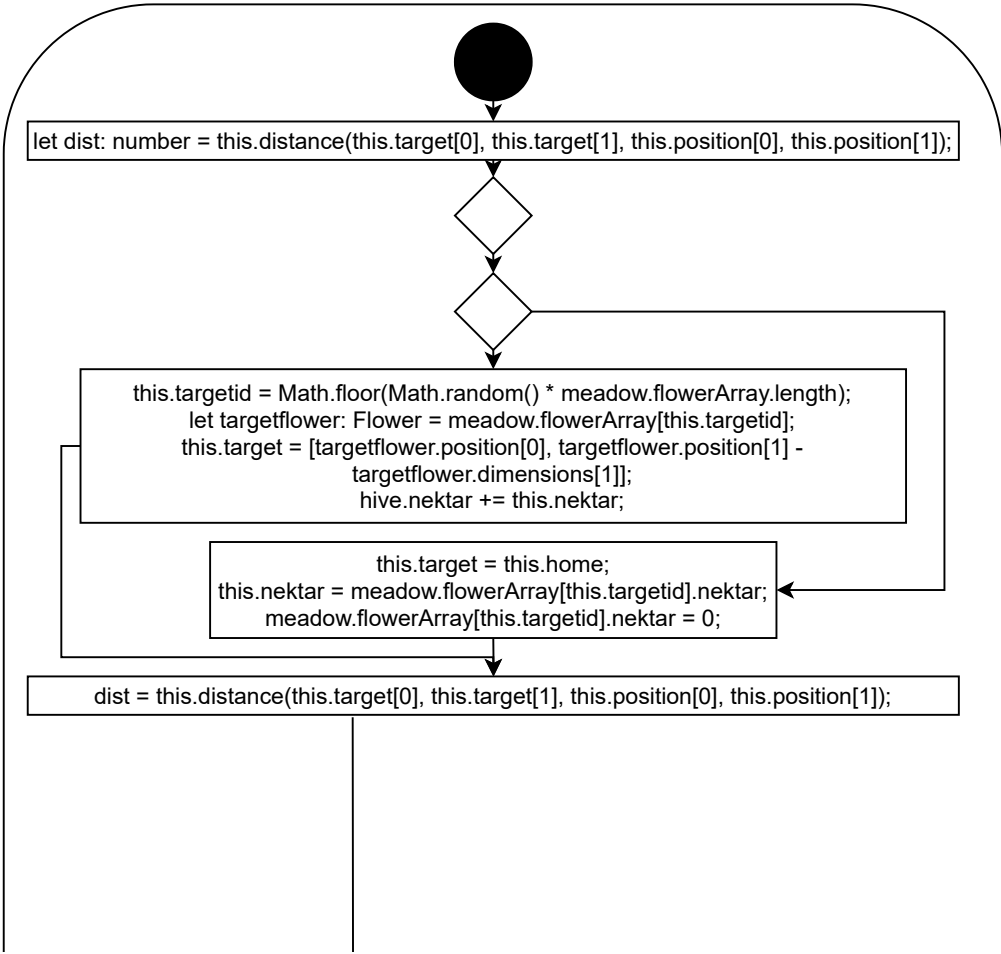 let dist: number = this.distance(this.target[0], this.target[1], this.position[0], this.position[1]);
this.targetid = Math.floor(Math.random() * meadow.flowerArray.length);
let targetflower: Flower = meadow.flowerArray[this.targetid];
this.target = [targetflower.position[0], targetflower.position[1] -
targetflower.dimensions[1]];
hive.nektar += this.nektar;
this.target = this.home;
this.nektar = meadow.flowerArray[this.targetid].nektar;
meadow.flowerArray[this.targetid].nektar = 0;
dist = this.distance(this.target[0], this.target[1], this.position[0], this.position[1]);